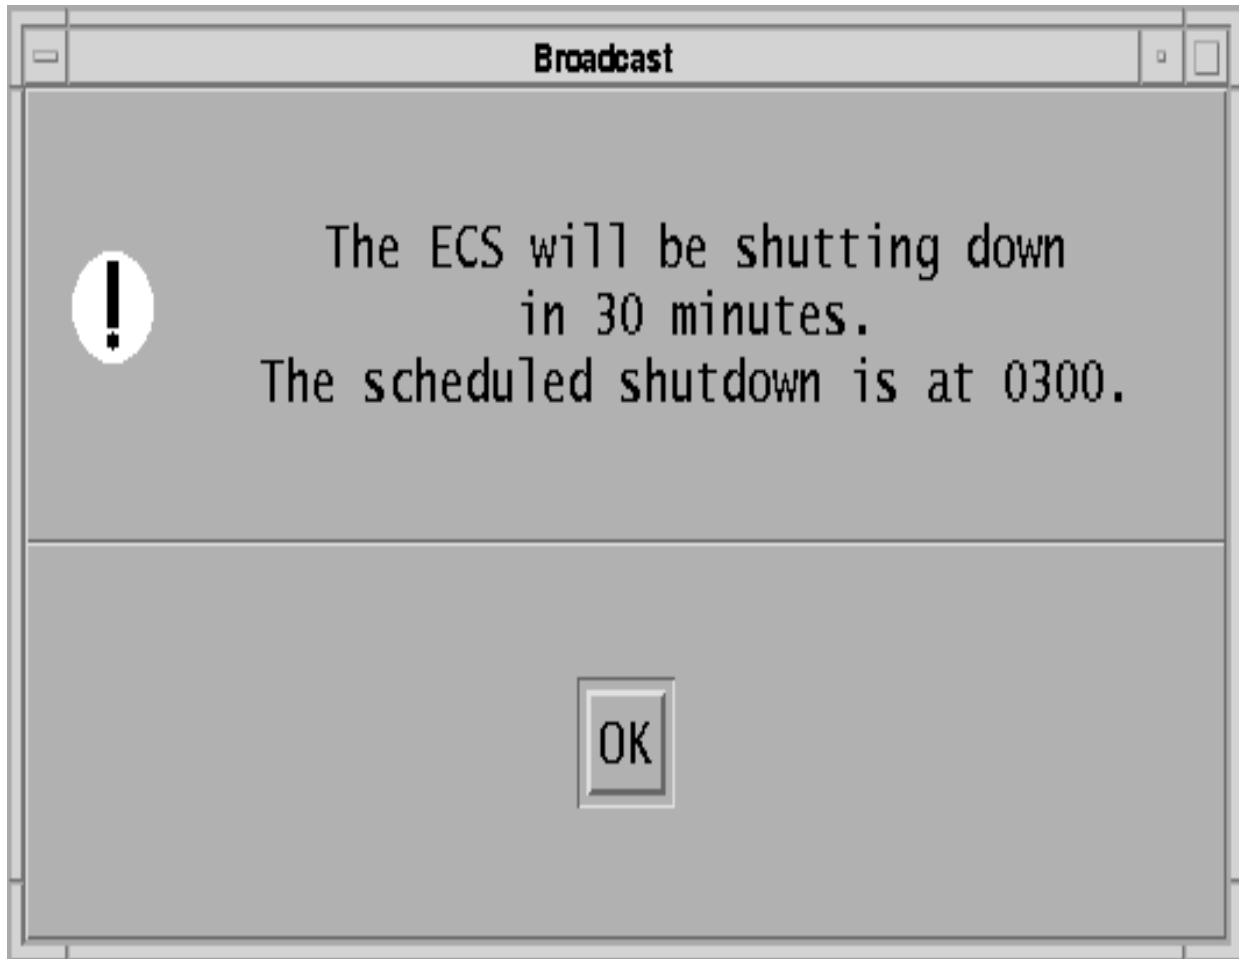 Broadcast
The ECS will be shutting down
in 30 minutes.
The scheduled shutdown is at 0300.
OK